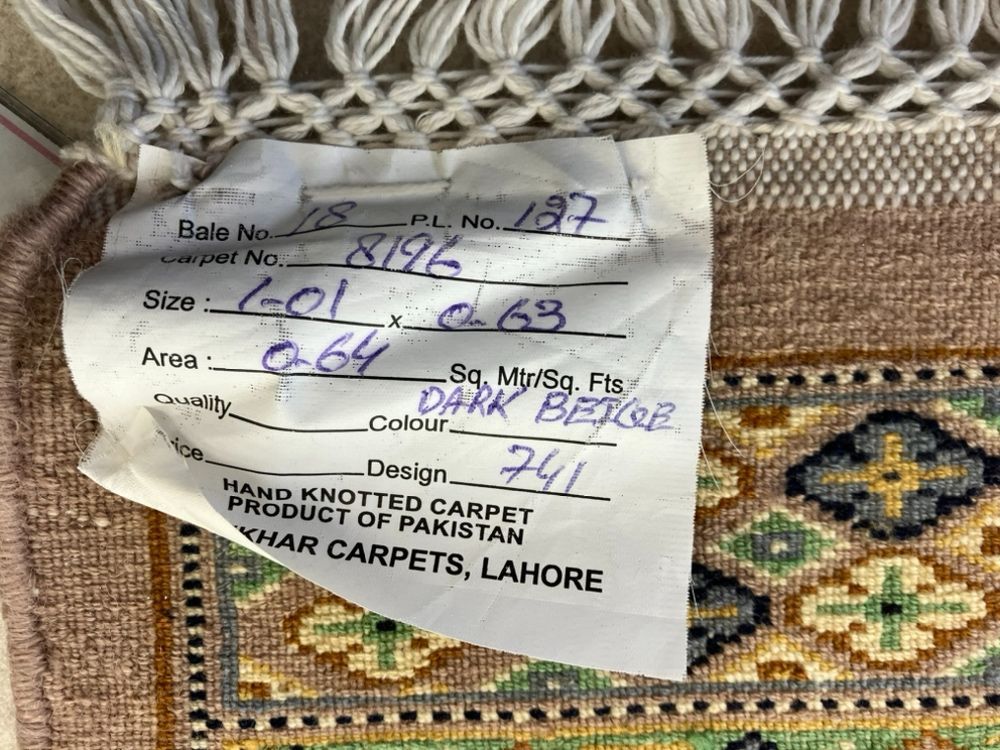 Bale No. 18 P.L. No. 127
Carpet No. 8196
Size : 1-01 x 0-63
Area : 0-64 Sq. Mtr/Sq. Fts
Quality Colour DARK BEIGE
Design 741
HAND KNOTTED CARPET
PRODUCT OF PAKISTAN
CARPETS, LAHORE